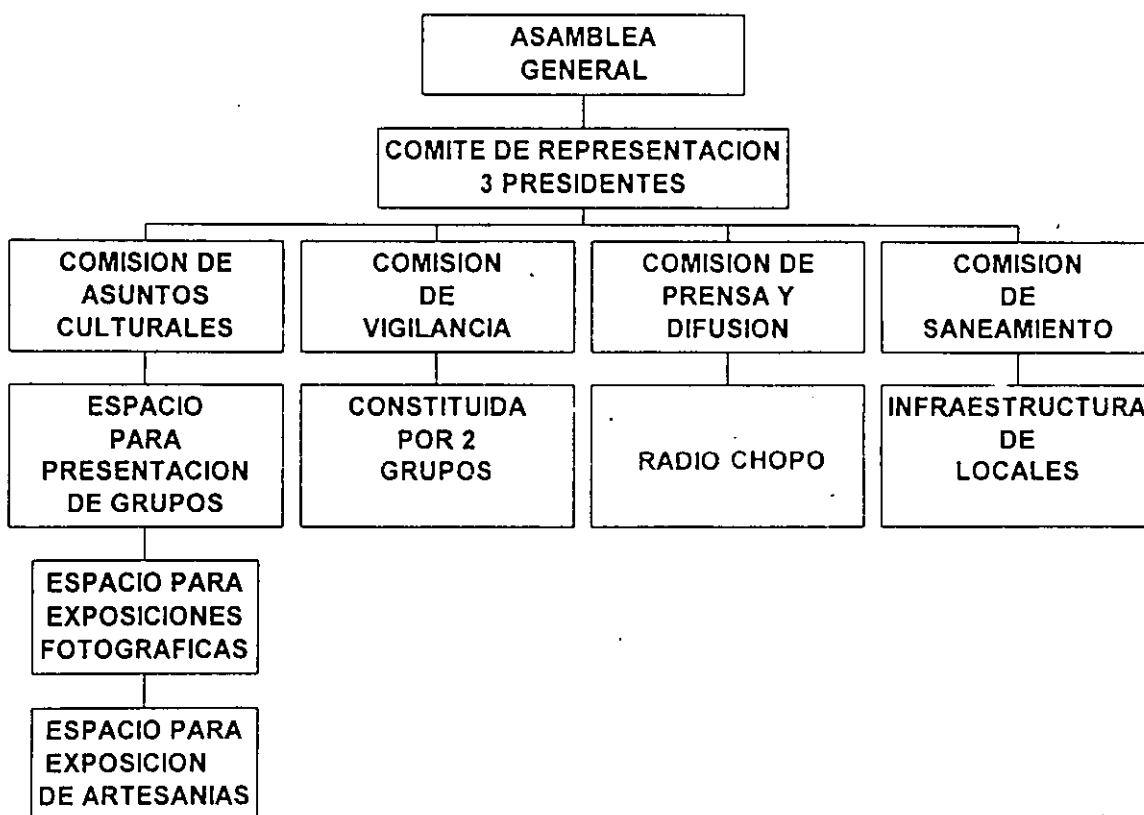 ASAMBLEA
GENERAL
COMITE DE REPRESENTACION
3 PRESIDENTES
COMISION DE
ASUNTOS
CULTURALES
COMISION
DE
VIGILANCIA
COMISION DE
PRENSA Y
DIFUSION
COMISION
DE
SANEAMIENTO
ESPACIO
PARA
PRESENTACION
DE GRUPOS
CONSTITUIDA
POR 2
GRUPOS
RADIO CHOPO
INFRAESTRUCTURA
DE
LOCALES
ESPACIO PARA
EXPOSICIONES
FOTOGRAFICAS
ESPACIO PARA
EXPOSICION
DE ARTESANIAS